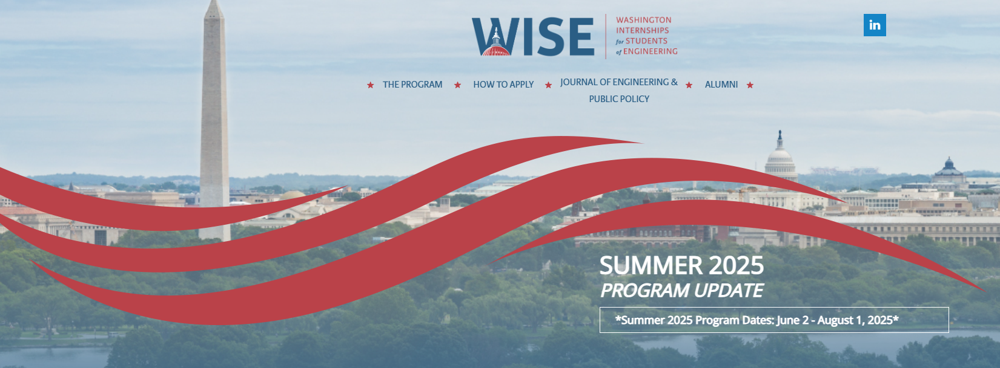 WISE
WASHINGTON
INTERNSHIPS
for STUDENTS
of ENGINEERING
in
THE PROGRAM
HOW TO APPLY
JOURNAL OF ENGINEERING &
PUBLIC POLICY
ALUMNI
SUMMER 2025
PROGRAM UPDATE
*Summer 2025 Program Dates: June 2 - August 1, 2025*